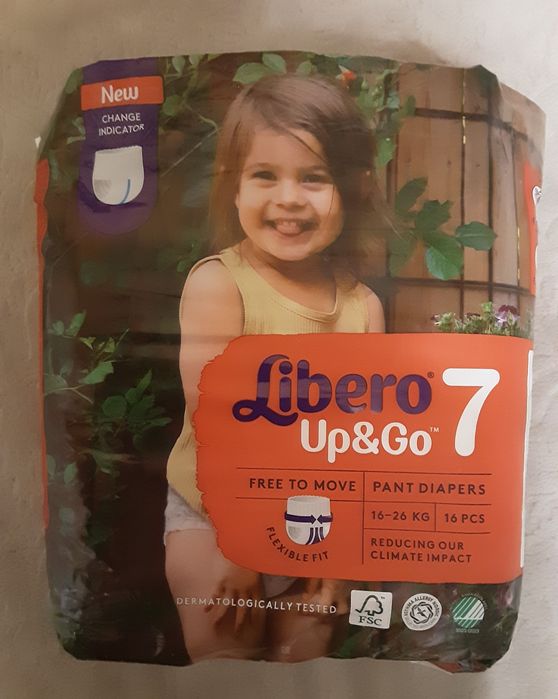 New
CHANGE
INDICATOR
Libero®
Up&Go™
7
FREE TO MOVE
PANT DIAPERS
16-26 KG
16 PCS
FLEXIBLE FIT
REDUCING OUR
CLIMATE IMPACT
DERMATOLOGICALLY TESTED
FSC